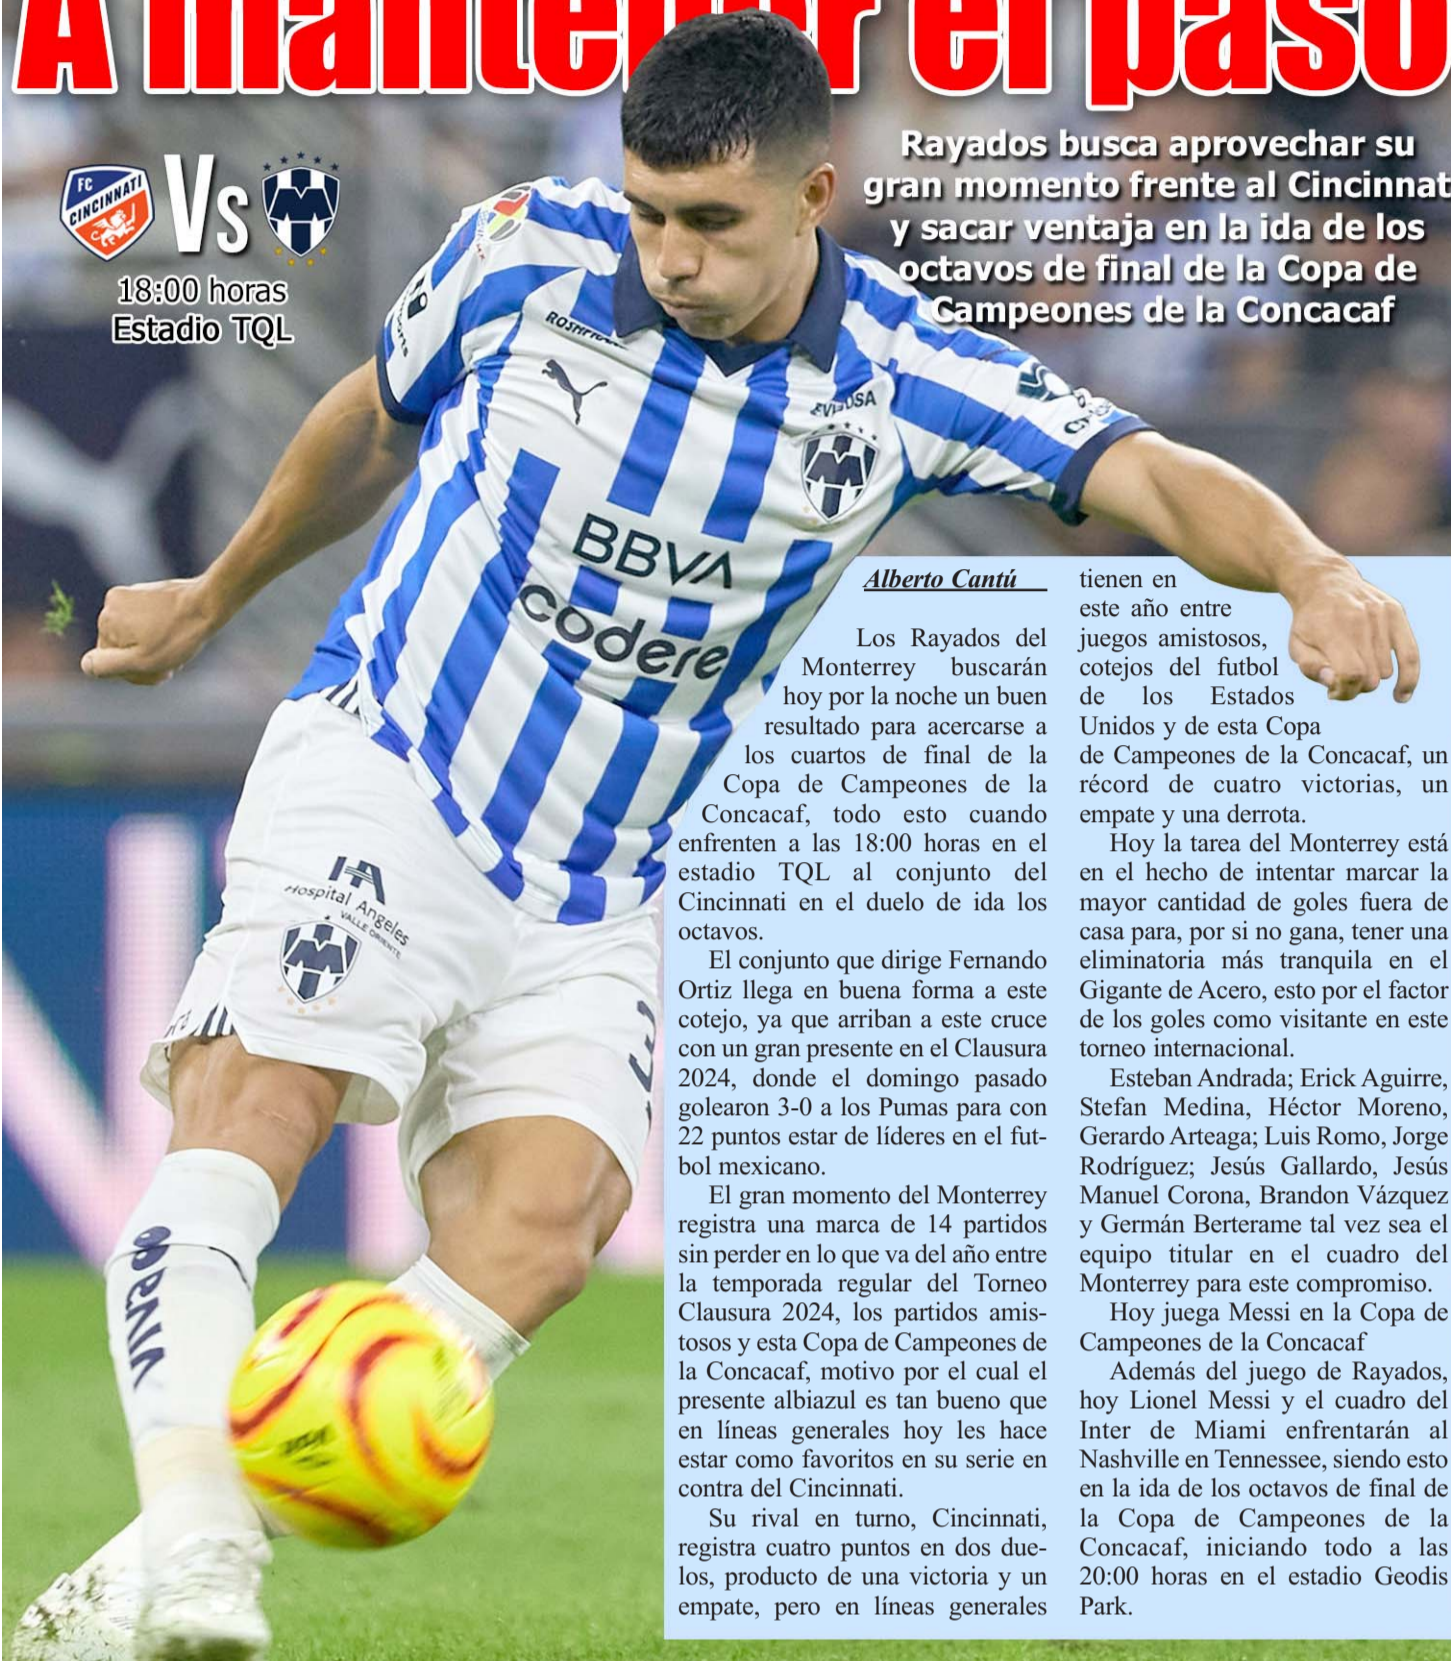 A mantener el paso
Rayados busca aprovechar su
gran momento frente al Cincinnat
y sacar ventaja en la ida de los
octavos de final de la Copa de
Campeones de la Concacaf
FC
CINCINNATI
Vs
18:00 horas
Estadio TQL
BBVA
codere
Hospital Angeles
VALLE ORIENTE
BBVA
Alberto Cantú
Los Rayados del
Monterrey buscarán
hoy por la noche un buen
resultado para acercarse a
los cuartos de final de la
Copa de Campeones de la
Concacaf, todo esto cuando
enfrenten a las 18:00 horas en el
estadio TQL al conjunto del
Cincinnati en el duelo de ida los
octavos.
El conjunto que dirige Fernando
Ortiz llega en buena forma a este
cotejo, ya que arriban a este cruce
con un gran presente en el Clausura
2024, donde el domingo pasado
golearon 3-0 a los Pumas para con
22 puntos estar de líderes en el fut-
bol mexicano.
El gran momento del Monterrey
registra una marca de 14 partidos
sin perder en lo que va del año entre
la temporada regular del Torneo
Clausura 2024, los partidos amis-
tosos y esta Copa de Campeones de
la Concacaf, motivo por el cual el
presente albiazul es tan bueno que
en líneas generales hoy les hace
estar como favoritos en su serie en
contra del Cincinnati.
Su rival en turno, Cincinnati,
registra cuatro puntos en dos due-
los, producto de una victoria y un
empate, pero en líneas generales
tienen en
este año entre
juegos amistosos,
cotejos del futbol
de los Estados
Unidos y de esta Copa
de Campeones de la Concacaf, un
récord de cuatro victorias, un
empate y una derrota.
Hoy la tarea del Monterrey está
en el hecho de intentar marcar la
mayor cantidad de goles fuera de
casa para, por si no gana, tener una
eliminatoria más tranquila en el
Gigante de Acero, esto por el factor
de los goles como visitante en este
torneo internacional.
Esteban Andrada; Erick Aguirre,
Stefan Medina, Héctor Moreno,
Gerardo Arteaga; Luis Romo, Jorge
Rodríguez; Jesús Gallardo, Jesús
Manuel Corona, Brandon Vázquez
y Germán Berterame tal vez sea el
equipo titular en el cuadro del
Monterrey para este compromiso.
Hoy juega Messi en la Copa de
Campeones de la Concacaf
Además del juego de Rayados,
hoy Lionel Messi y el cuadro del
Inter de Miami enfrentarán al
Nashville en Tennessee, siendo esto
en la ida de los octavos de final de
la Copa de Campeones de la
Concacaf, iniciando todo a las
20:00 horas en el estadio Geodis
Park.